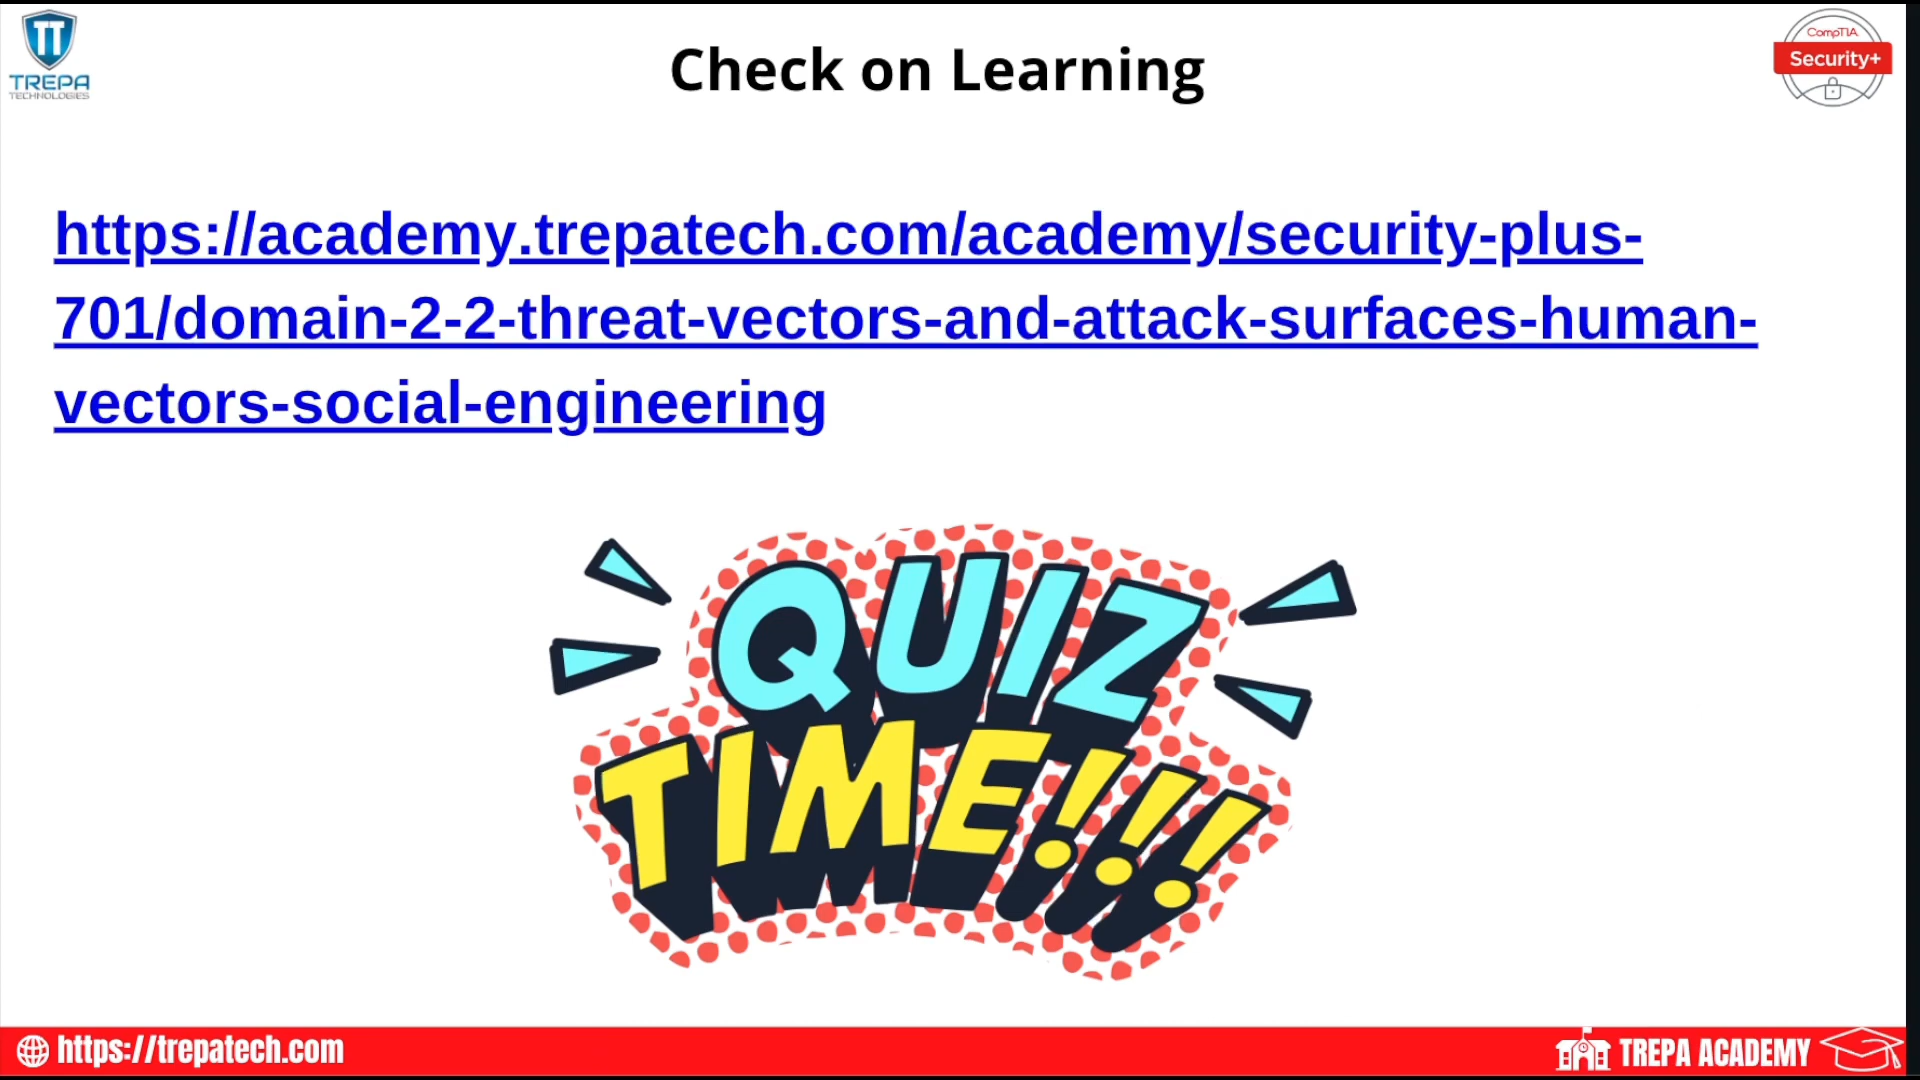 TT
TREPA
TECHNOLOGIES
Check on Learning
CompTIA
Security+
https://academy.trepatech.com/academy/security-plus-
701/domain-2-2-threat-vectors-and-attack-surfaces-human-
vectors-social-engineering
QUIZ
TIME!!!
https://trepatech.com
TREPA ACADEMY